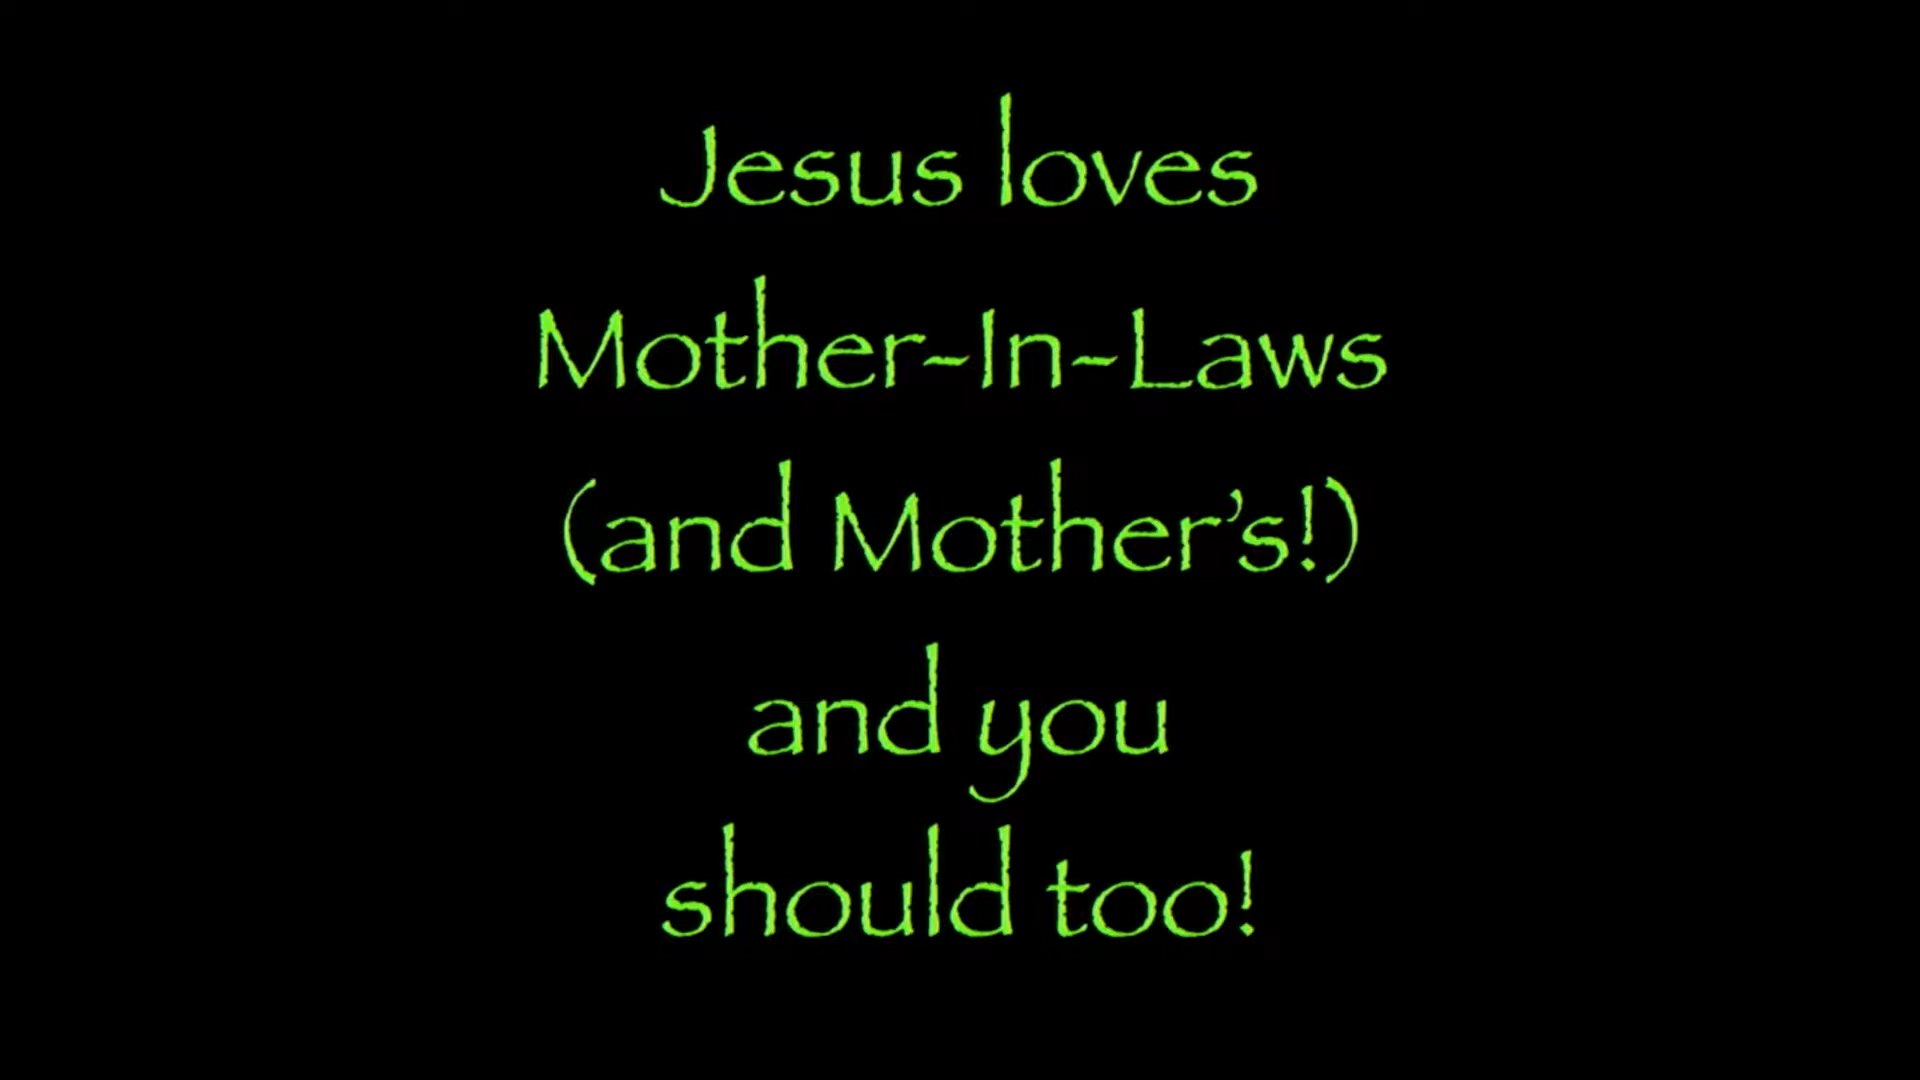 Jesus loves
Mother-In-Laws
(and Mother’s!)
and you
should too!